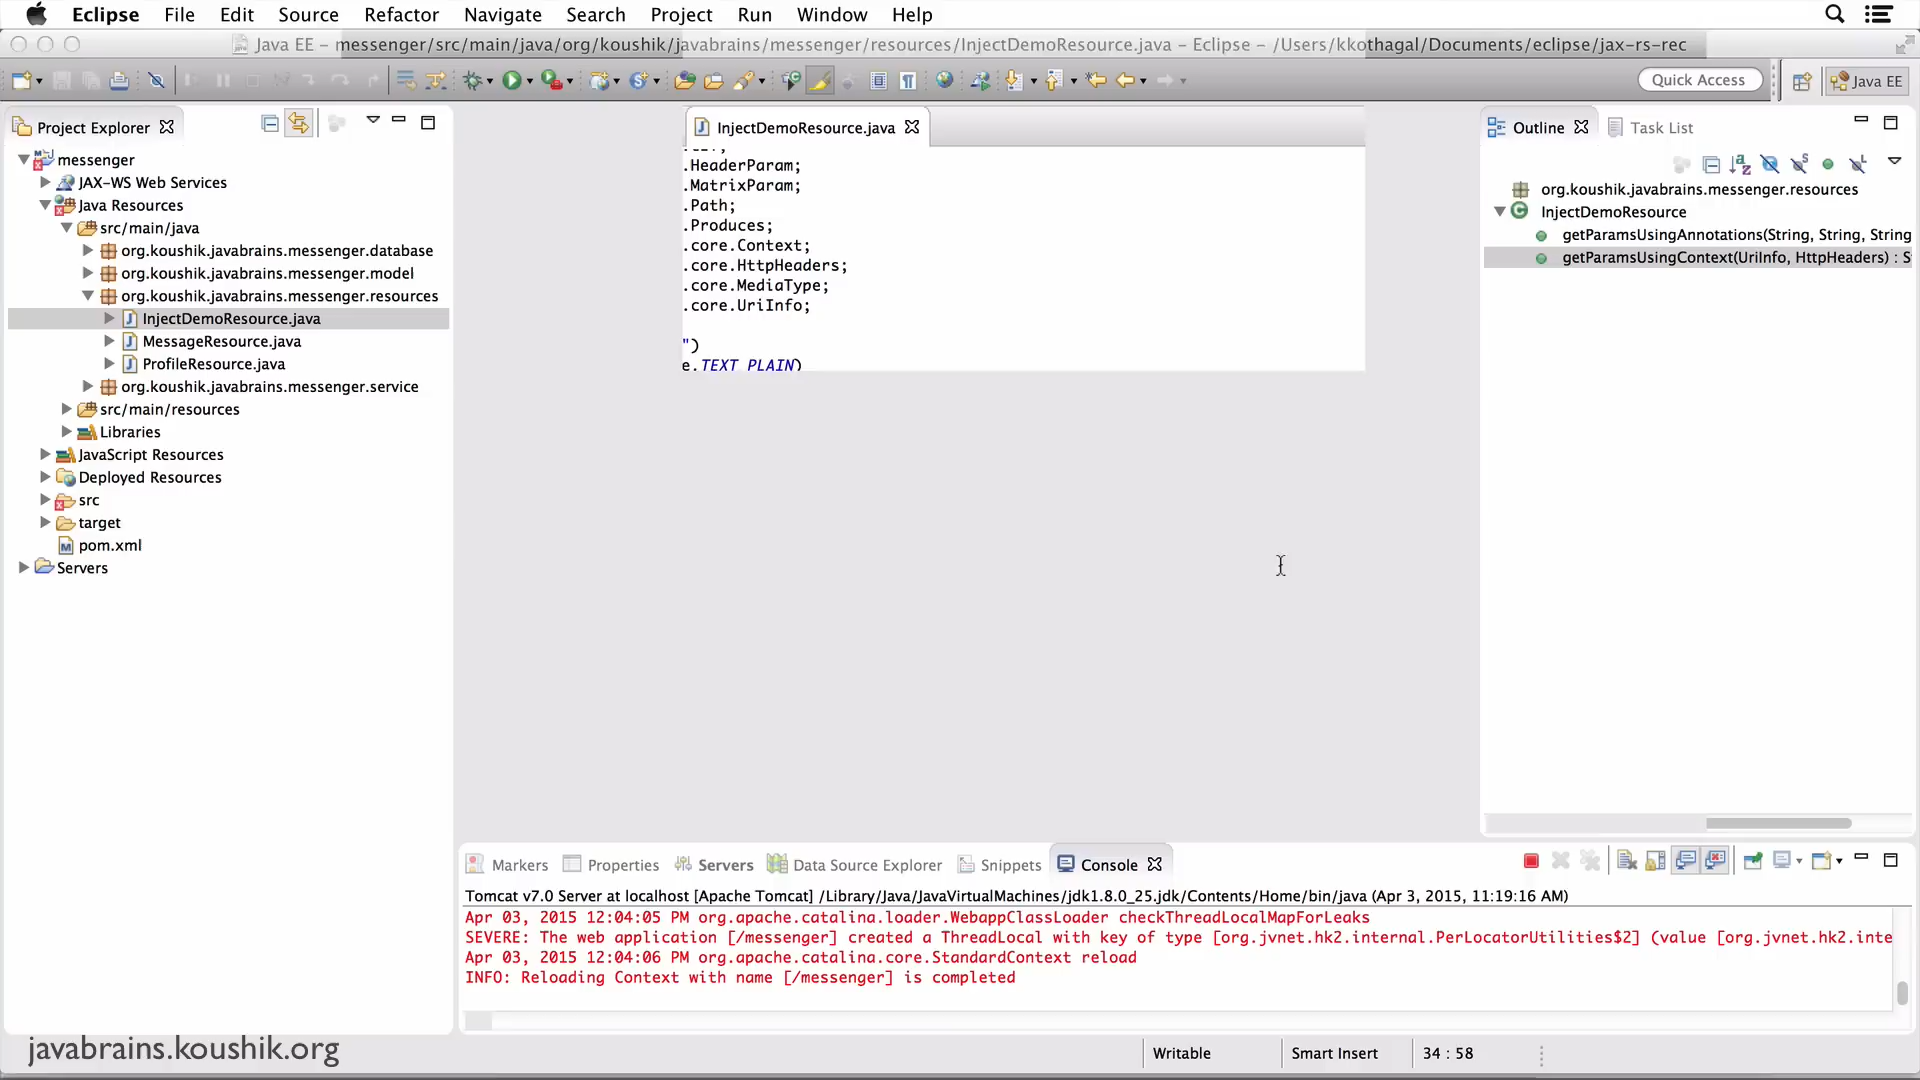 Eclipse File Edit Source Refactor Navigate Search Project Run Window Help
Java EE – messenger/src/main/java/org/koushik/javabrains/messenger/resources/InjectDemoResource.java – Eclipse – /Users/kkothagal/Documents/eclipse/jax-rs-rec
Quick Access
Java EE
Project Explorer
messenger
JAX-WS Web Services
Java Resources
src/main/java
org.koushik.javabrains.messenger.database
org.koushik.javabrains.messenger.model
org.koushik.javabrains.messenger.resources
InjectDemoResource.java
MessageResource.java
ProfileResource.java
org.koushik.javabrains.messenger.service
src/main/resources
Libraries
JavaScript Resources
Deployed Resources
src
target
pom.xml
Servers
InjectDemoResource.java
.HeaderParam;
.MatrixParam;
.Path;
.Produces;
.core.Context;
.core.HttpHeaders;
.core.MediaType;
.core.UriInfo;
")
e.TEXT_PLAIN)
Outline Task List
org.koushik.javabrains.messenger.resources
InjectDemoResource
getParamsUsingAnnotations(String, String, String
getParamsUsingContext(UriInfo, HttpHeaders) : S
Markers Properties Servers Data Source Explorer Snippets Console
Tomcat v7.0 Server at localhost [Apache Tomcat] /Library/Java/JavaVirtualMachines/jdk1.8.0_25.jdk/Contents/Home/bin/java (Apr 3, 2015, 11:19:16 AM)
Apr 03, 2015 12:04:05 PM org.apache.catalina.loader.WebappClassLoader checkThreadLocalMapForLeaks
SEVERE: The web application [/messenger] created a ThreadLocal with key of type [org.jvnet.hk2.internal.PerLocatorUtilities$2] (value [org.jvnet.hk2.inte
Apr 03, 2015 12:04:06 PM org.apache.catalina.core.StandardContext reload
INFO: Reloading Context with name [/messenger] is completed
javabrains.koushik.org
Writable
Smart Insert
34 : 58